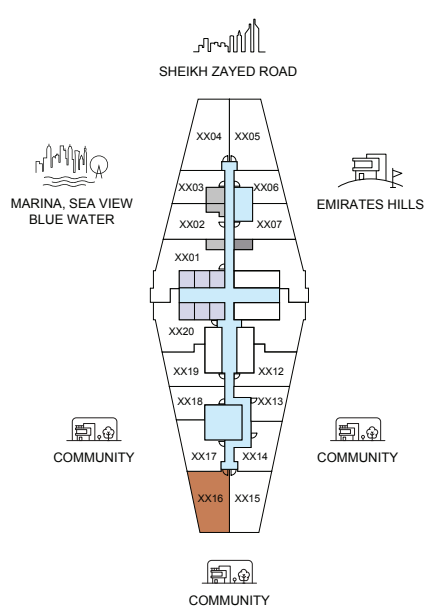 SHEIKH ZAYED ROAD
XX04
XX05
MARINA, SEA VIEW
BLUE WATER
EMIRATES HILLS
XX03
XX06
XX02
XX07
XX01
XX20
XX19
XX12
XX18
XX13
COMMUNITY
COMMUNITY
XX17
XX14
XX16
XX15
COMMUNITY